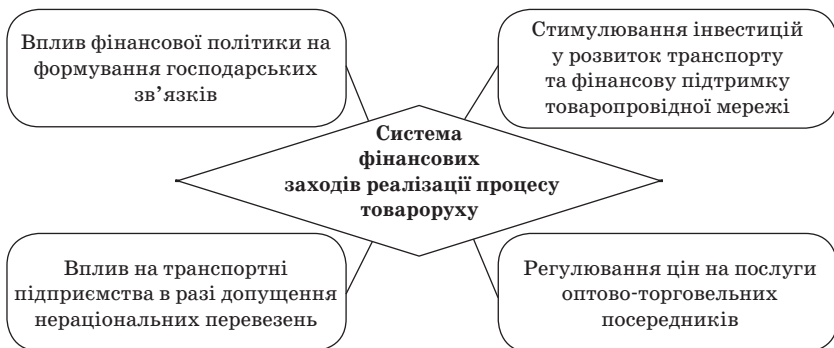 Вплив фінансової політики на
формування господарських
зв’язків
Стимулювання інвестицій
у розвиток транспорту
та фінансову підтримку
товаропровідної мережі
Система
фінансових
заходів реалізації процесу
товароруху
Вплив на транспортні
підприємства в разі допущення
нераціональних перевезень
Регулювання цін на послуги
оптово-торговельних
посередників